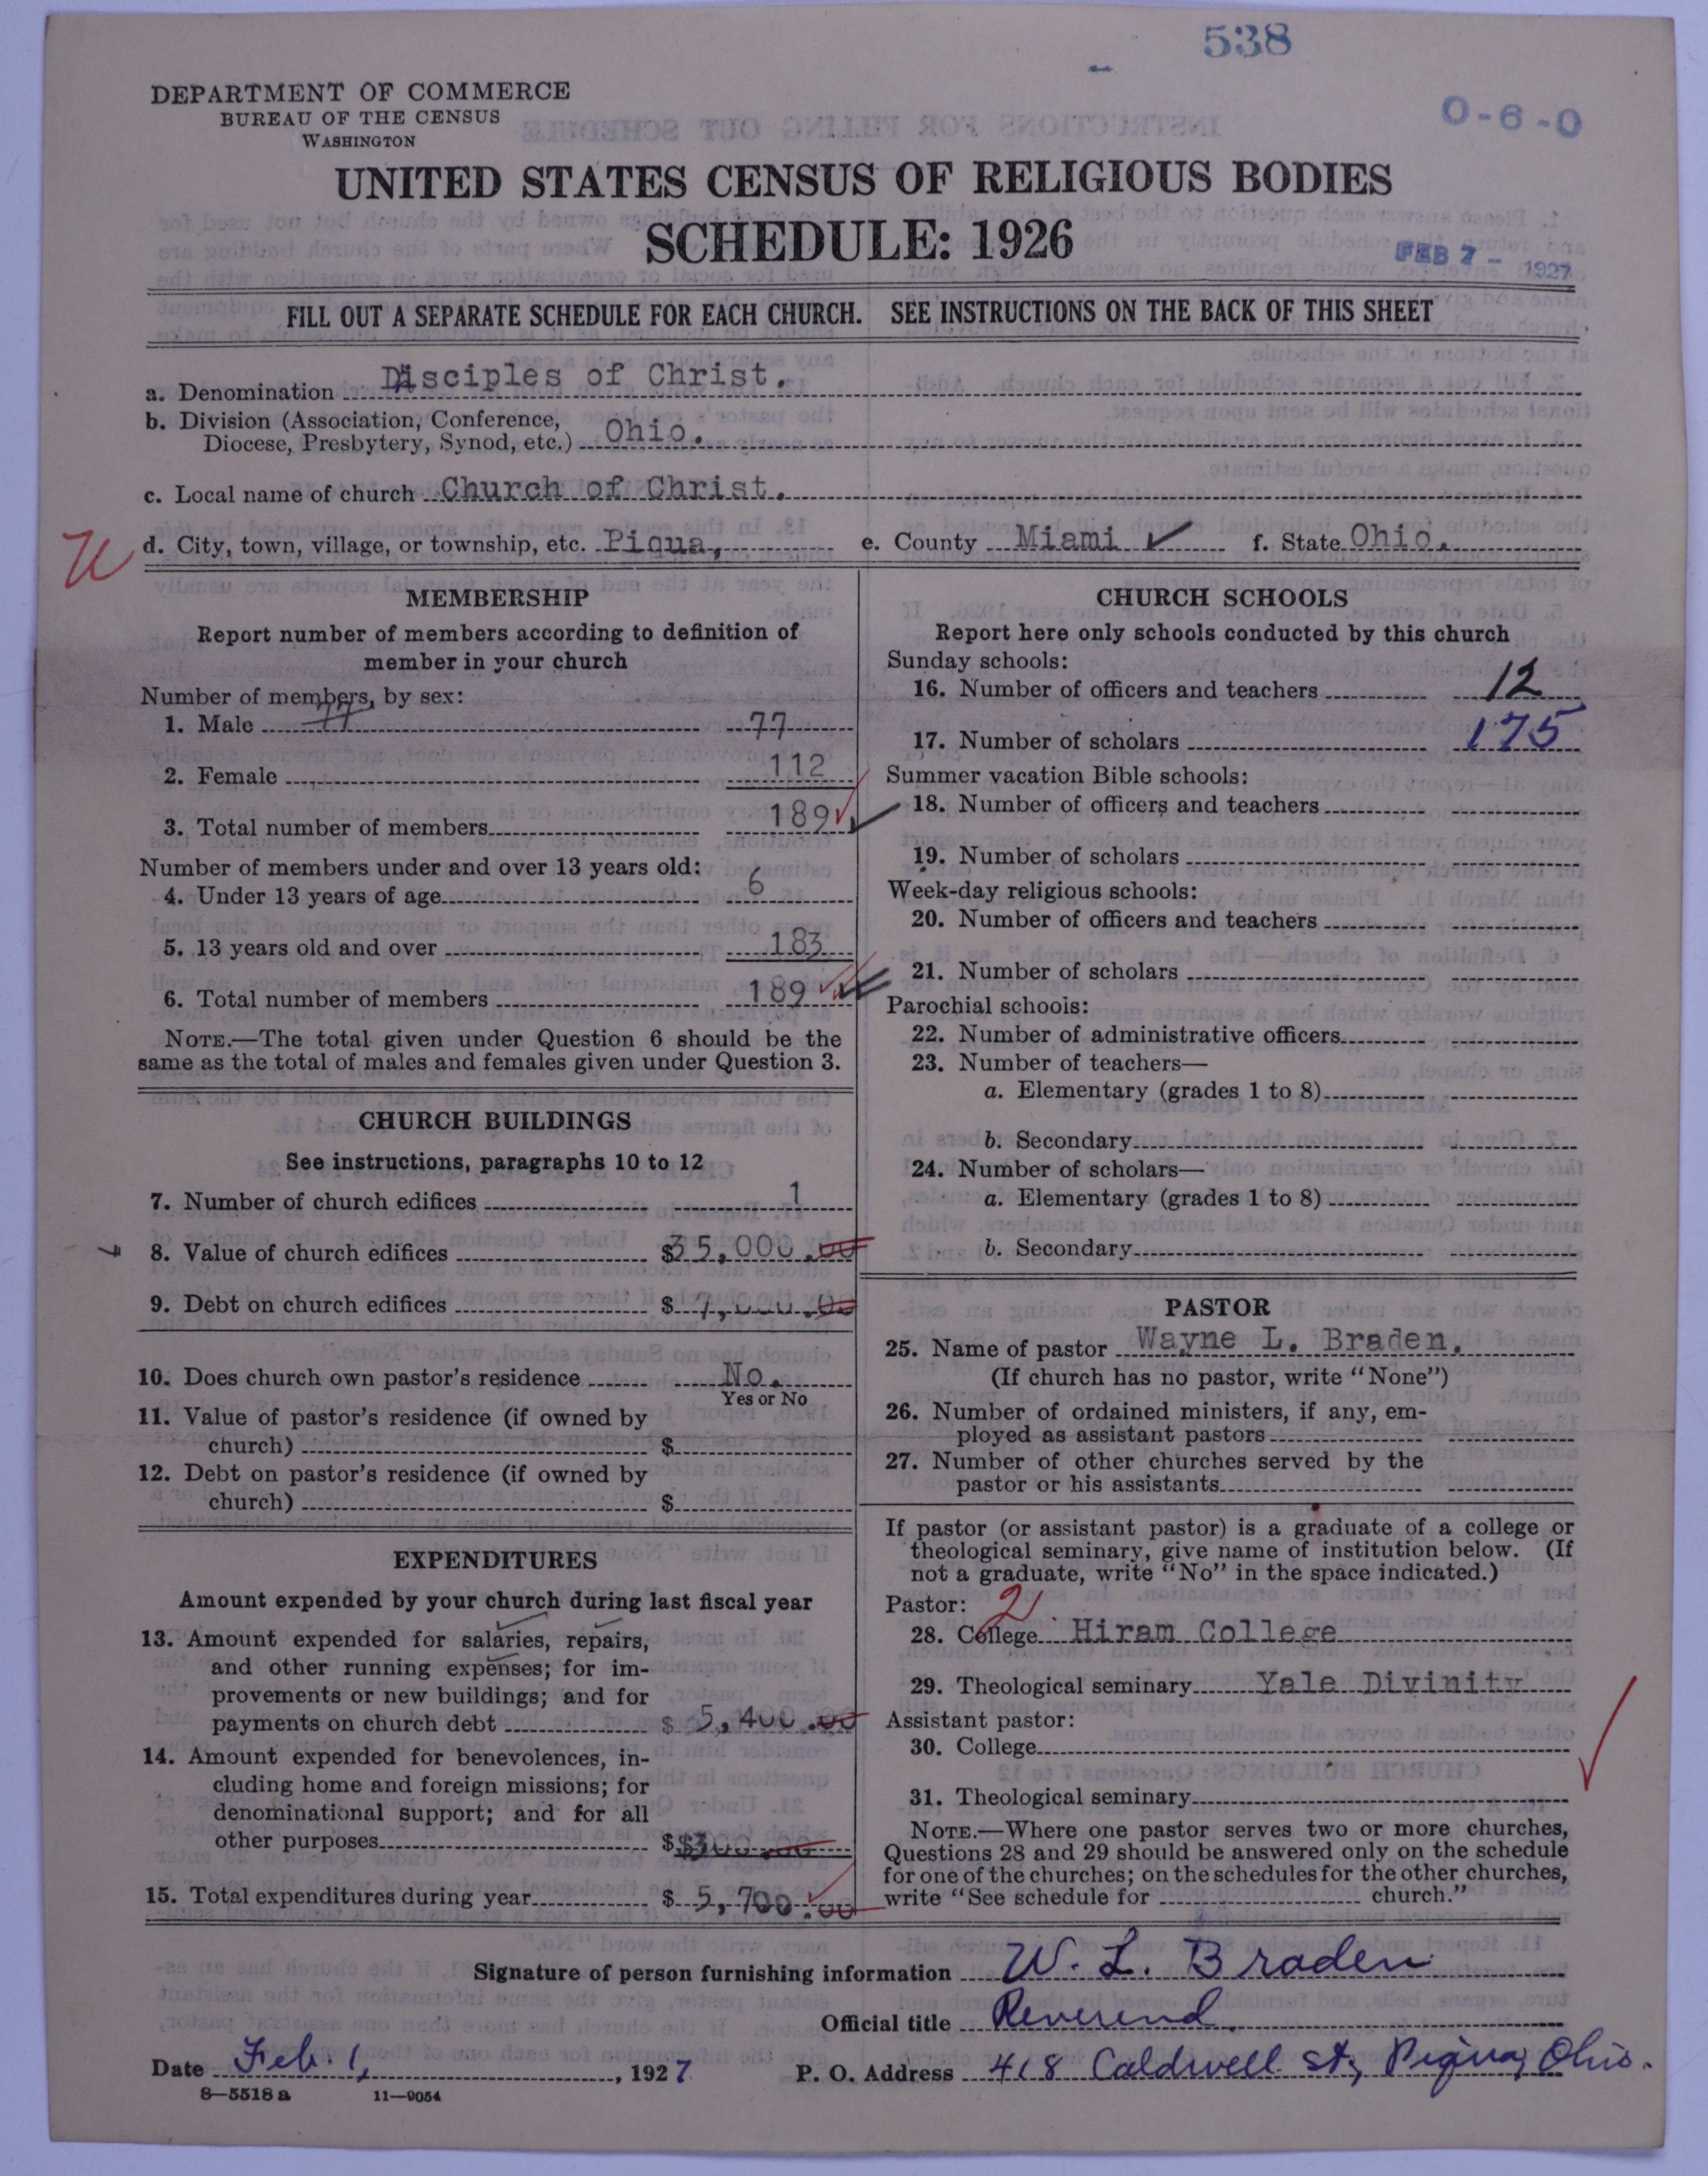 538
0-6-0
DEPARTMENT OF COMMERCE
BUREAU OF THE CENSUS
WASHINGTON
UNITED STATES CENSUS OF RELIGIOUS BODIES
SCHEDULE: 1926
FEB 7 - 1927
FILL OUT A SEPARATE SCHEDULE FOR EACH CHURCH. SEE INSTRUCTIONS ON THE BACK OF THIS SHEET
a. Denomination Disciples of Christ.
b. Division (Association, Conference,
Diocese, Presbytery, Synod, etc.) Ohio.
c. Local name of church Church of Christ.
d. City, town, village, or township, etc. Piqua, e. County Miami f. State Ohio.
MEMBERSHIP
Report number of members according to definition of
member in your church
Number of members, by sex:
1. Male 77
2. Female 112
3. Total number of members 189
Number of members under and over 13 years old:
4. Under 13 years of age 6
5. 13 years old and over 183
6. Total number of members 189
NOTE.—The total given under Question 6 should be the
same as the total of males and females given under Question 3.
CHURCH BUILDINGS
See instructions, paragraphs 10 to 12
7. Number of church edifices 1
8. Value of church edifices $35,000.00
9. Debt on church edifices $ 7,000.00
10. Does church own pastor's residence No.
Yes or No
11. Value of pastor's residence (if owned by
church) $
12. Debt on pastor's residence (if owned by
church) $
EXPENDITURES
Amount expended by your church during last fiscal year
13. Amount expended for salaries, repairs,
and other running expenses; for im-
provements or new buildings; and for
payments on church debt $ 5,400.00
14. Amount expended for benevolences, in-
cluding home and foreign missions; for
denominational support; and for all
other purposes $ $300.00
15. Total expenditures during year $ 5,700.00
CHURCH SCHOOLS
Report here only schools conducted by this church
Sunday schools:
16. Number of officers and teachers 12
17. Number of scholars 175
Summer vacation Bible schools:
18. Number of officers and teachers
19. Number of scholars
Week-day religious schools:
20. Number of officers and teachers
21. Number of scholars
Parochial schools:
22. Number of administrative officers
23. Number of teachers—
a. Elementary (grades 1 to 8)
b. Secondary
24. Number of scholars—
a. Elementary (grades 1 to 8)
b. Secondary
PASTOR
25. Name of pastor Wayne L. Braden.
(If church has no pastor, write "None")
26. Number of ordained ministers, if any, em-
ployed as assistant pastors
27. Number of other churches served by the
pastor or his assistants
If pastor (or assistant pastor) is a graduate of a college or
theological seminary, give name of institution below. (If
not a graduate, write "No" in the space indicated.)
Pastor: 2
28. College Hiram College
29. Theological seminary Yale Divinity
Assistant pastor:
30. College
31. Theological seminary
NOTE.—Where one pastor serves two or more churches,
Questions 28 and 29 should be answered only on the schedule
for one of the churches; on the schedules for the other churches,
write "See schedule for church."
Signature of person furnishing information W. L. Braden
Official title Reverend.
Date Feb. 1, 1927 P. O. Address 418 Caldwell St, Piqua, Ohio.
8—5518 a 11—9054